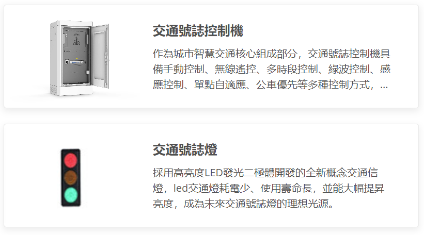 交通號誌控制機
作為城市智慧交通核心組成部分，交通號誌控制機具
備手動控制、無線遙控、多時段控制、綠波控制、感
應控制、單點自適應、公車優先等多種控制方式，...
交通號誌燈
採用高亮度LED發光二極體開發的全新概念交通信
燈，led交通燈耗電少、使用壽命長，並能大幅提昇
亮度，成為未來交通號誌燈的理想光源。